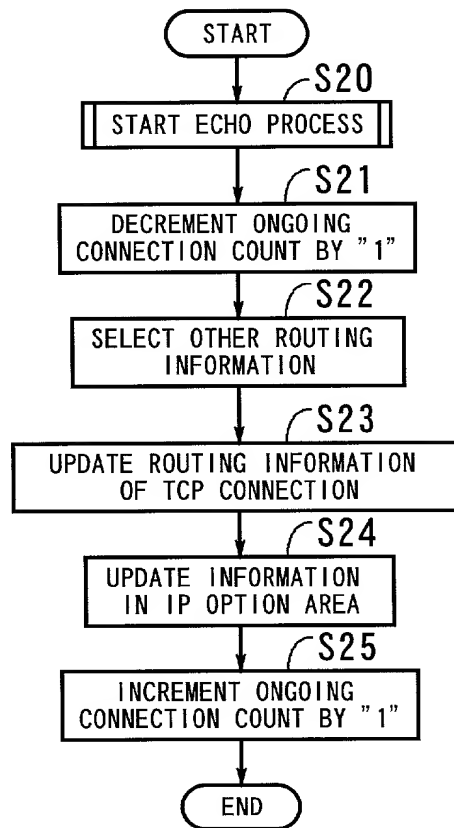 START
S20
START ECHO PROCESS
S21
DECREMENT ONGOING
CONNECTION COUNT BY "1"
S22
SELECT OTHER ROUTING
INFORMATION
S23
UPDATE ROUTING INFORMATION
OF TCP CONNECTION
S24
UPDATE INFORMATION
IN IP OPTION AREA
S25
INCREMENT ONGOING
CONNECTION COUNT BY "1"
END